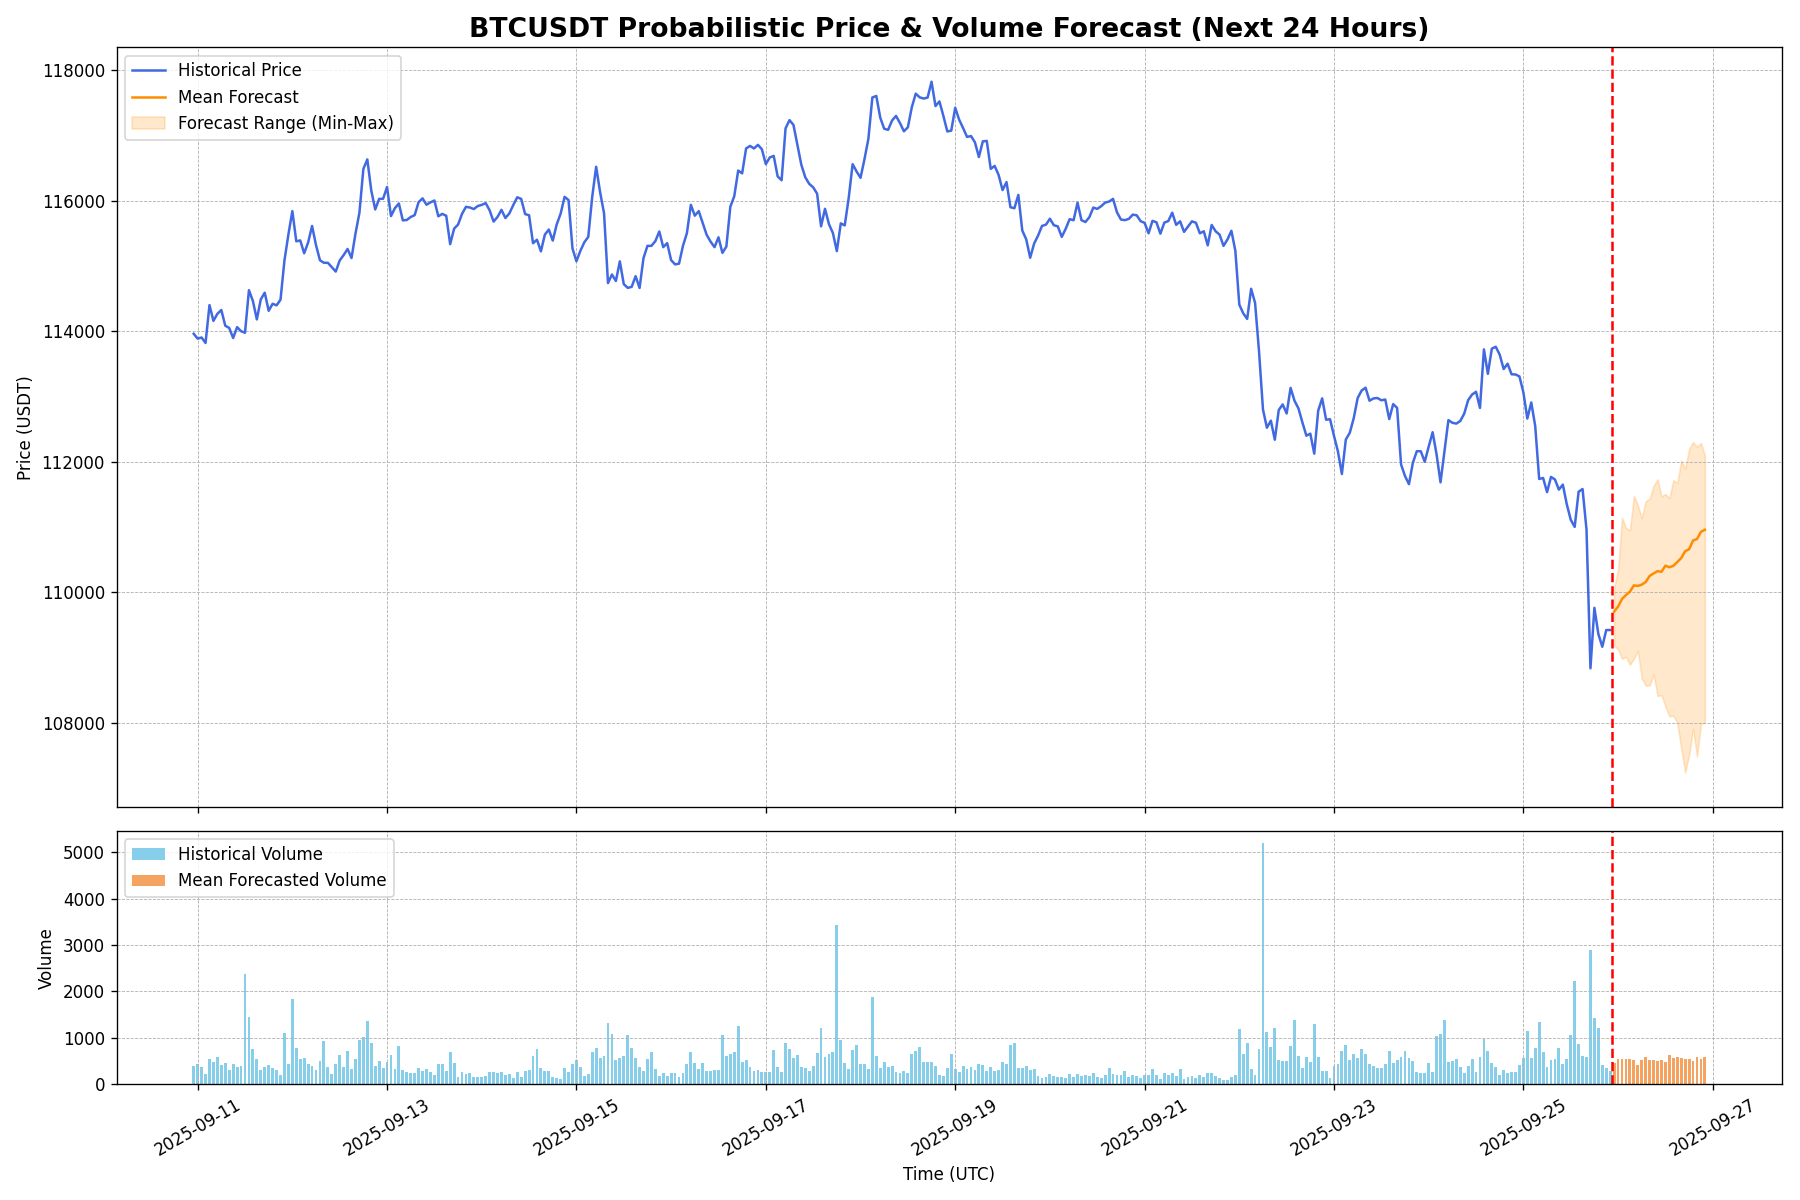 BTCUSDT Probabilistic Price & Volume Forecast (Next 24 Hours)
Historical Price
Mean Forecast
Forecast Range (Min-Max)
118000
116000
114000
112000
110000
108000
Price (USDT)
Historical Volume
Mean Forecasted Volume
5000
4000
3000
2000
1000
0
Volume
2025-09-11
2025-09-13
2025-09-15
2025-09-17
2025-09-19
2025-09-21
2025-09-23
2025-09-25
2025-09-27
Time (UTC)